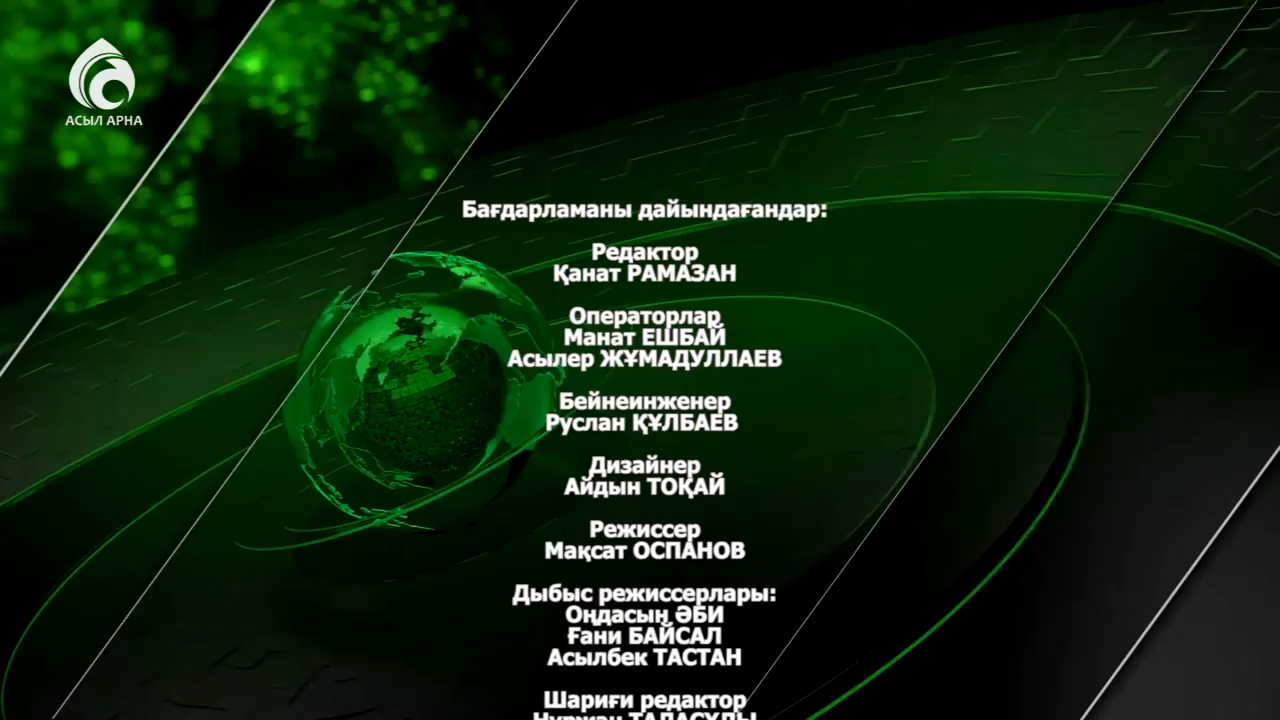 АСЫЛ АРНА
Бағдарламаны дайындағандар:
Редактор
Қанат РАМАЗАН
Операторлар
Манат ЕШБАЙ
Асылер ЖҰМАДУЛЛАЕВ
Бейнеинженер
Руслан ҚҰЛБАЕВ
Дизайнер
Айдын ТОҚАЙ
Режиссер
Мақсат ОСПАНОВ
Дыбыс режиссерлары:
Оңдасын ӘБИ
Ғани БАЙСАЛ
Асылбек ТАСТАН
Шариғи редактор